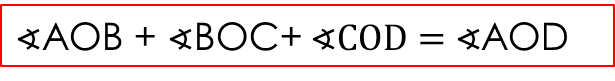 ∢AOB + ∢BOC+ ∢COD = ∢AOD